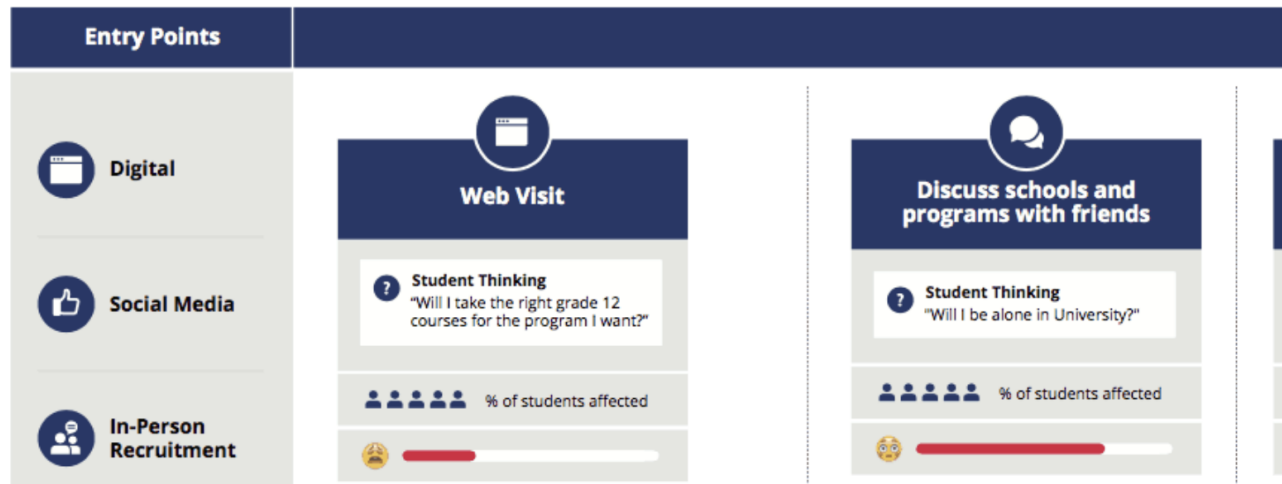 Entry Points
Digital
Social Media
In-Person
Recruitment
Web Visit
? Student Thinking
“Will I take the right grade 12
courses for the program I want?”
% of students affected
Discuss schools and
programs with friends
? Student Thinking
“Will I be alone in University?”
% of students affected